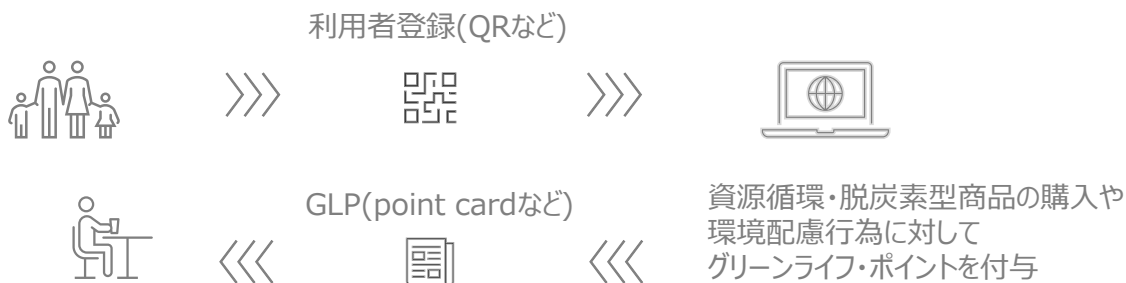 利用者登録(QRなど)
GLP(point cardなど)
資源循環・脱炭素型商品の購入や
環境配慮行為に対して
グリーンライフ・ポイントを付与